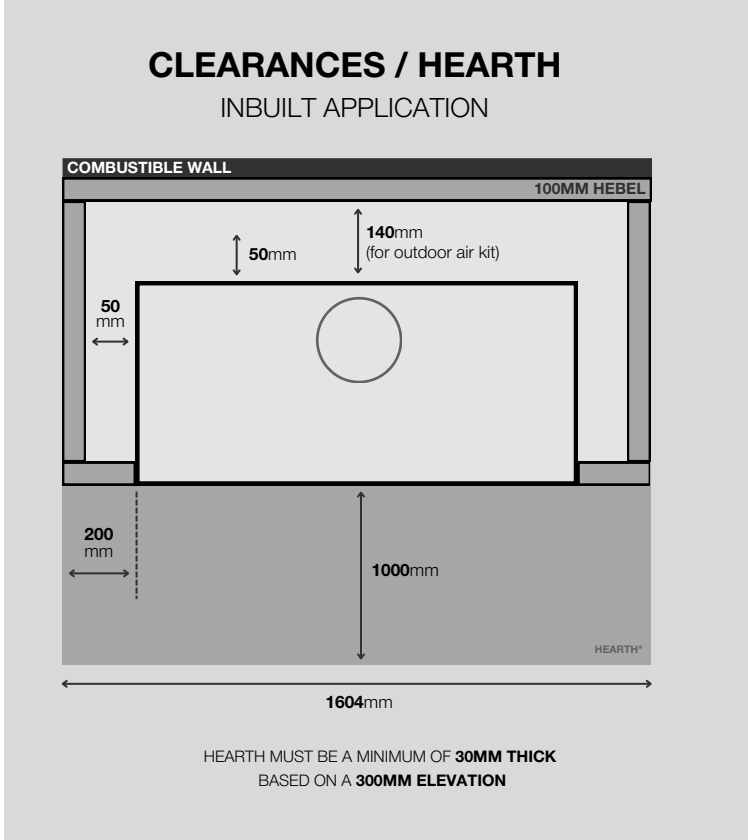 CLEARANCES / HEARTH
INBUILT APPLICATION
COMBUSTIBLE WALL
100MM HEBEL
140mm
(for outdoor air kit)
50mm
50
mm
200
mm
1000mm
HEARTH*
1604mm
HEARTH MUST BE A MINIMUM OF 30MM THICK
BASED ON A 300MM ELEVATION